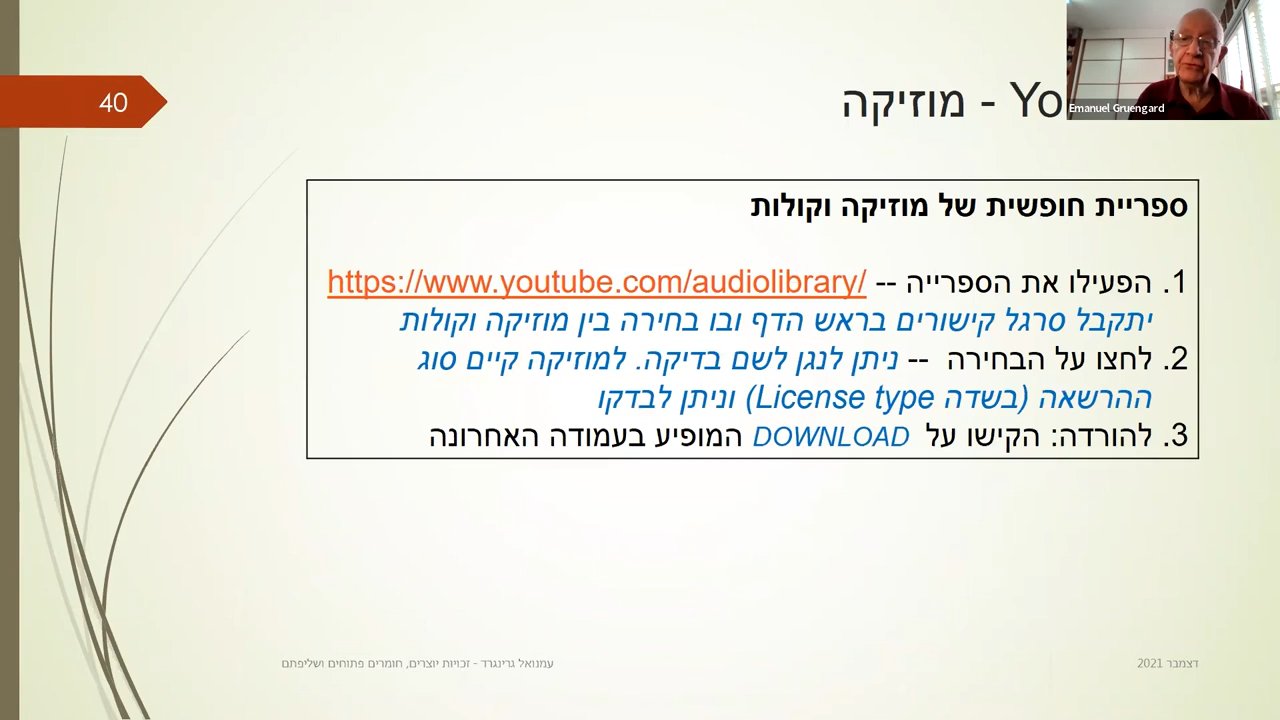 40
Emanuel Gruengard
Yo - מוזיקה
ספריית חופשית של מוזיקה וקולות
1. הפעילו את הספרייה -- https://www.youtube.com/audiolibrary/
יתקבל סרגל קישורים בראש הדף ובו בחירה בין מוזיקה וקולות
2. לחצו על הבחירה -- ניתן לנגן לשם בדיקה. למוזיקה קיים סוג
ההרשאה (בשדה License type) וניתן לבדקו
3. להורדה: הקישו על DOWNLOAD המופיע בעמודה האחרונה
עמנואל גרינגרד - זכויות יוצרים, חומרים פתוחים ושליפתם
דצמבר 2021